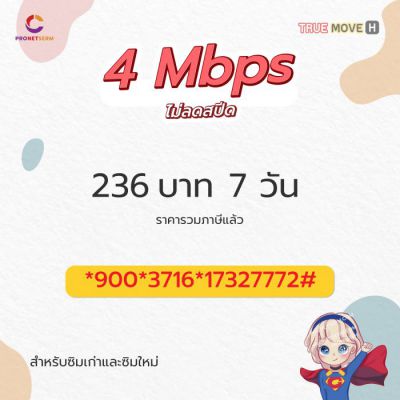 PRONETSERM
TRUE MOVE H
4 Mbps
ไม่ลดสปีด
236 บาท 7 วัน
ราคารวมภาษีแล้ว
*900*3716*17327772#
สำหรับซิมเก่าและซิมใหม่